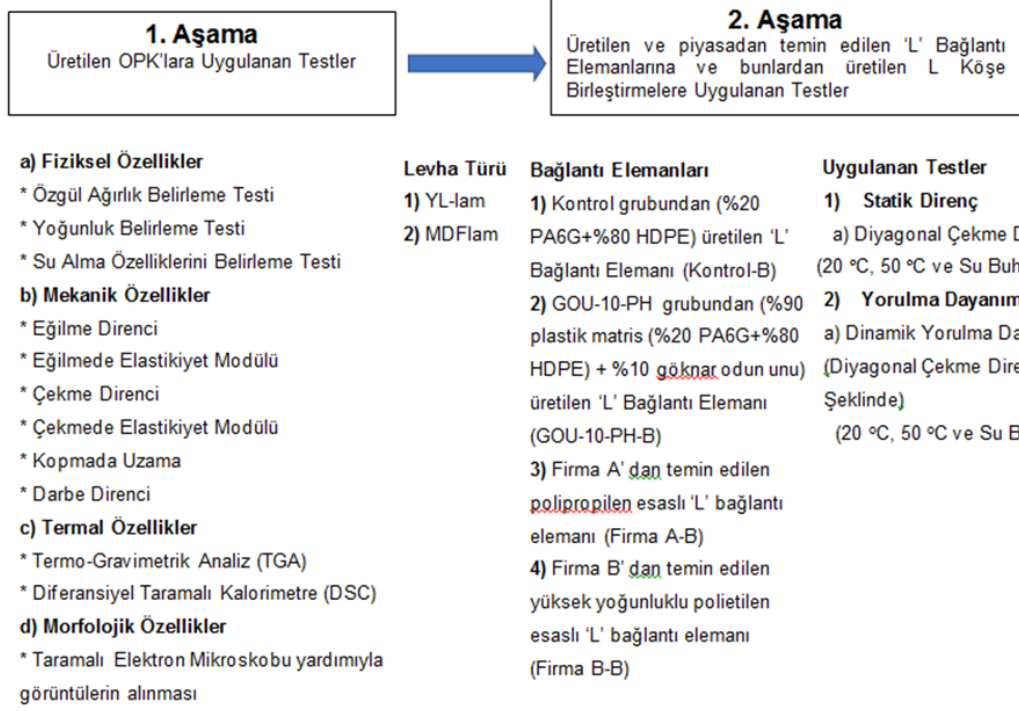 1. Aşama
Üretilen OPK'lara Uygulanan Testler
2. Aşama
Üretilen ve piyasadan temin edilen 'L' Bağlantı
Elemanlarına ve bunlardan üretilen L Köşe
Birleştirmelere Uygulanan Testler
a) Fiziksel Özellikler
* Özgül Ağırlık Belirleme Testi
* Yoğunluk Belirleme Testi
* Su Alma Özelliklerini Belirleme Testi
b) Mekanik Özellikler
* Eğilme Direnci
* Eğilmede Elastikiyet Modülü
* Çekme Direnci
* Çekmede Elastikiyet Modülü
* Kopmada Uzama
* Darbe Direnci
c) Termal Özellikler
* Termo-Gravimetrik Analiz (TGA)
* Diferansiyel Taramalı Kalorimetre (DSC)
d) Morfolojik Özellikler
* Taramalı Elektron Mikroskobu yardımıyla
görüntülerin alınması
Levha Türü
1) YL-lam
2) MDFlam
Bağlantı Elemanları
1) Kontrol grubundan (%20
PA6G+%80 HDPE) üretilen 'L'
Bağlantı Elemanı (Kontrol-B)
2) GOU-10-PH grubundan (%90
plastik matris (%20 PA6G+%80
HDPE) + %10 göknar odun unu)
üretilen 'L' Bağlantı Elemanı
(GOU-10-PH-B)
3) Firma A' dan temin edilen
polipropilen esaslı 'L' bağlantı
elemanı (Firma A-B)
4) Firma B' dan temin edilen
yüksek yoğunluklu polietilen
esaslı 'L' bağlantı elemanı
(Firma B-B)
Uygulanan Testler
1) Statik Direnç
a) Diyagonal Çekme
(20 °C, 50 °C ve Su
2) Yorulma
a) Dinamik Yorulma
(Diyagonal Çekme
Şeklinde)
(20 °C, 50 °C ve Su